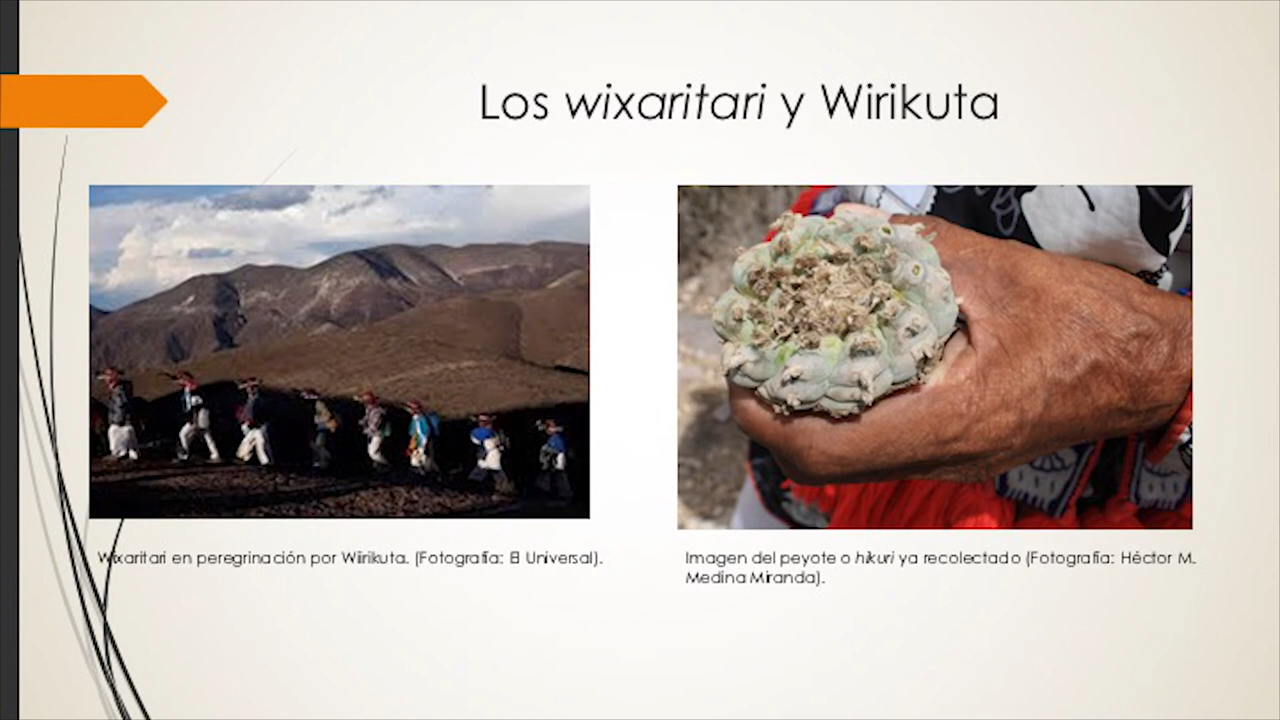 Los wixaritari y Wirikuta
Wixaritari en peregrinación por Wiirikuta. (Fotografía: El Universal).
Imagen del peyote o hikuri ya recolectado (Fotografía: Héctor M.
Medina Miranda).